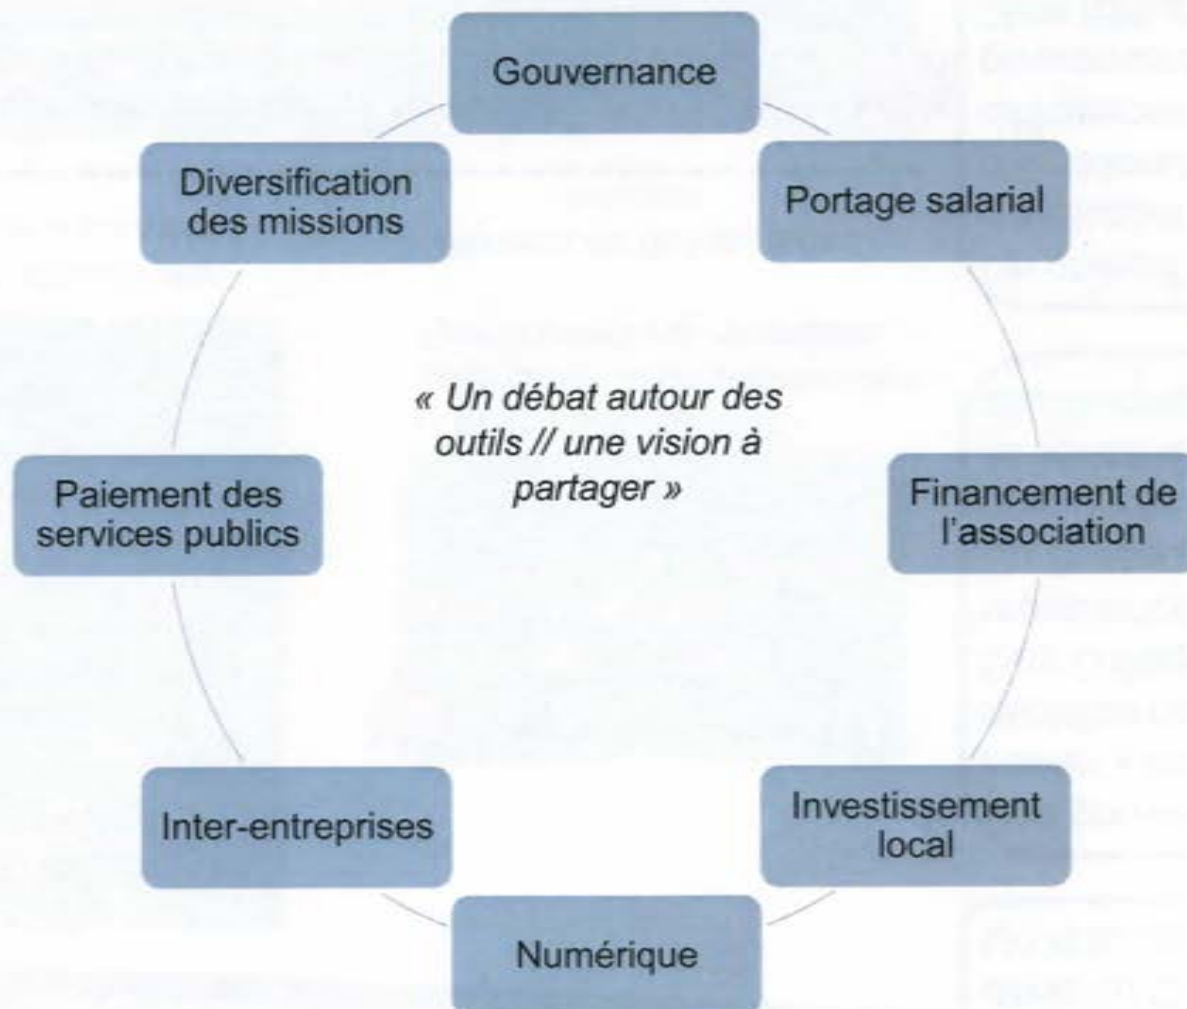 Gouvernance
Portage salarial
Diversification
des missions
« Un débat autour des
outils // une vision à
partager »
Paiement des
services publics
Financement de
l'association
Inter-entreprises
Investissement
local
Numérique